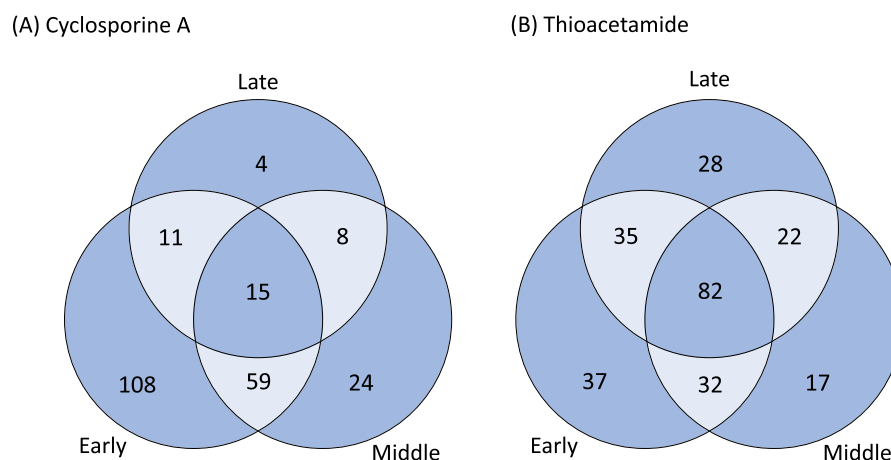 (A) Cyclosporine A
(B) Thioacetamide
Late
4
11
8
15
108
59
24
Early
Middle
Late
28
35
22
82
37
32
17
Early
Middle